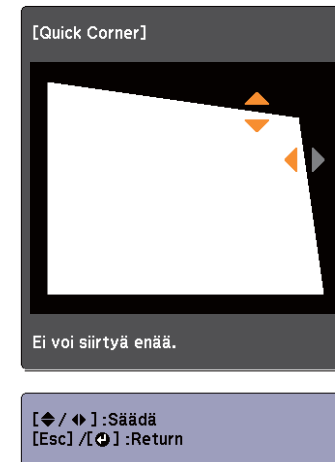 [Quick Corner]
Ei voi siirtyä enää.
[◆/◆]:Säädä
[Esc] /[⏎]:Return